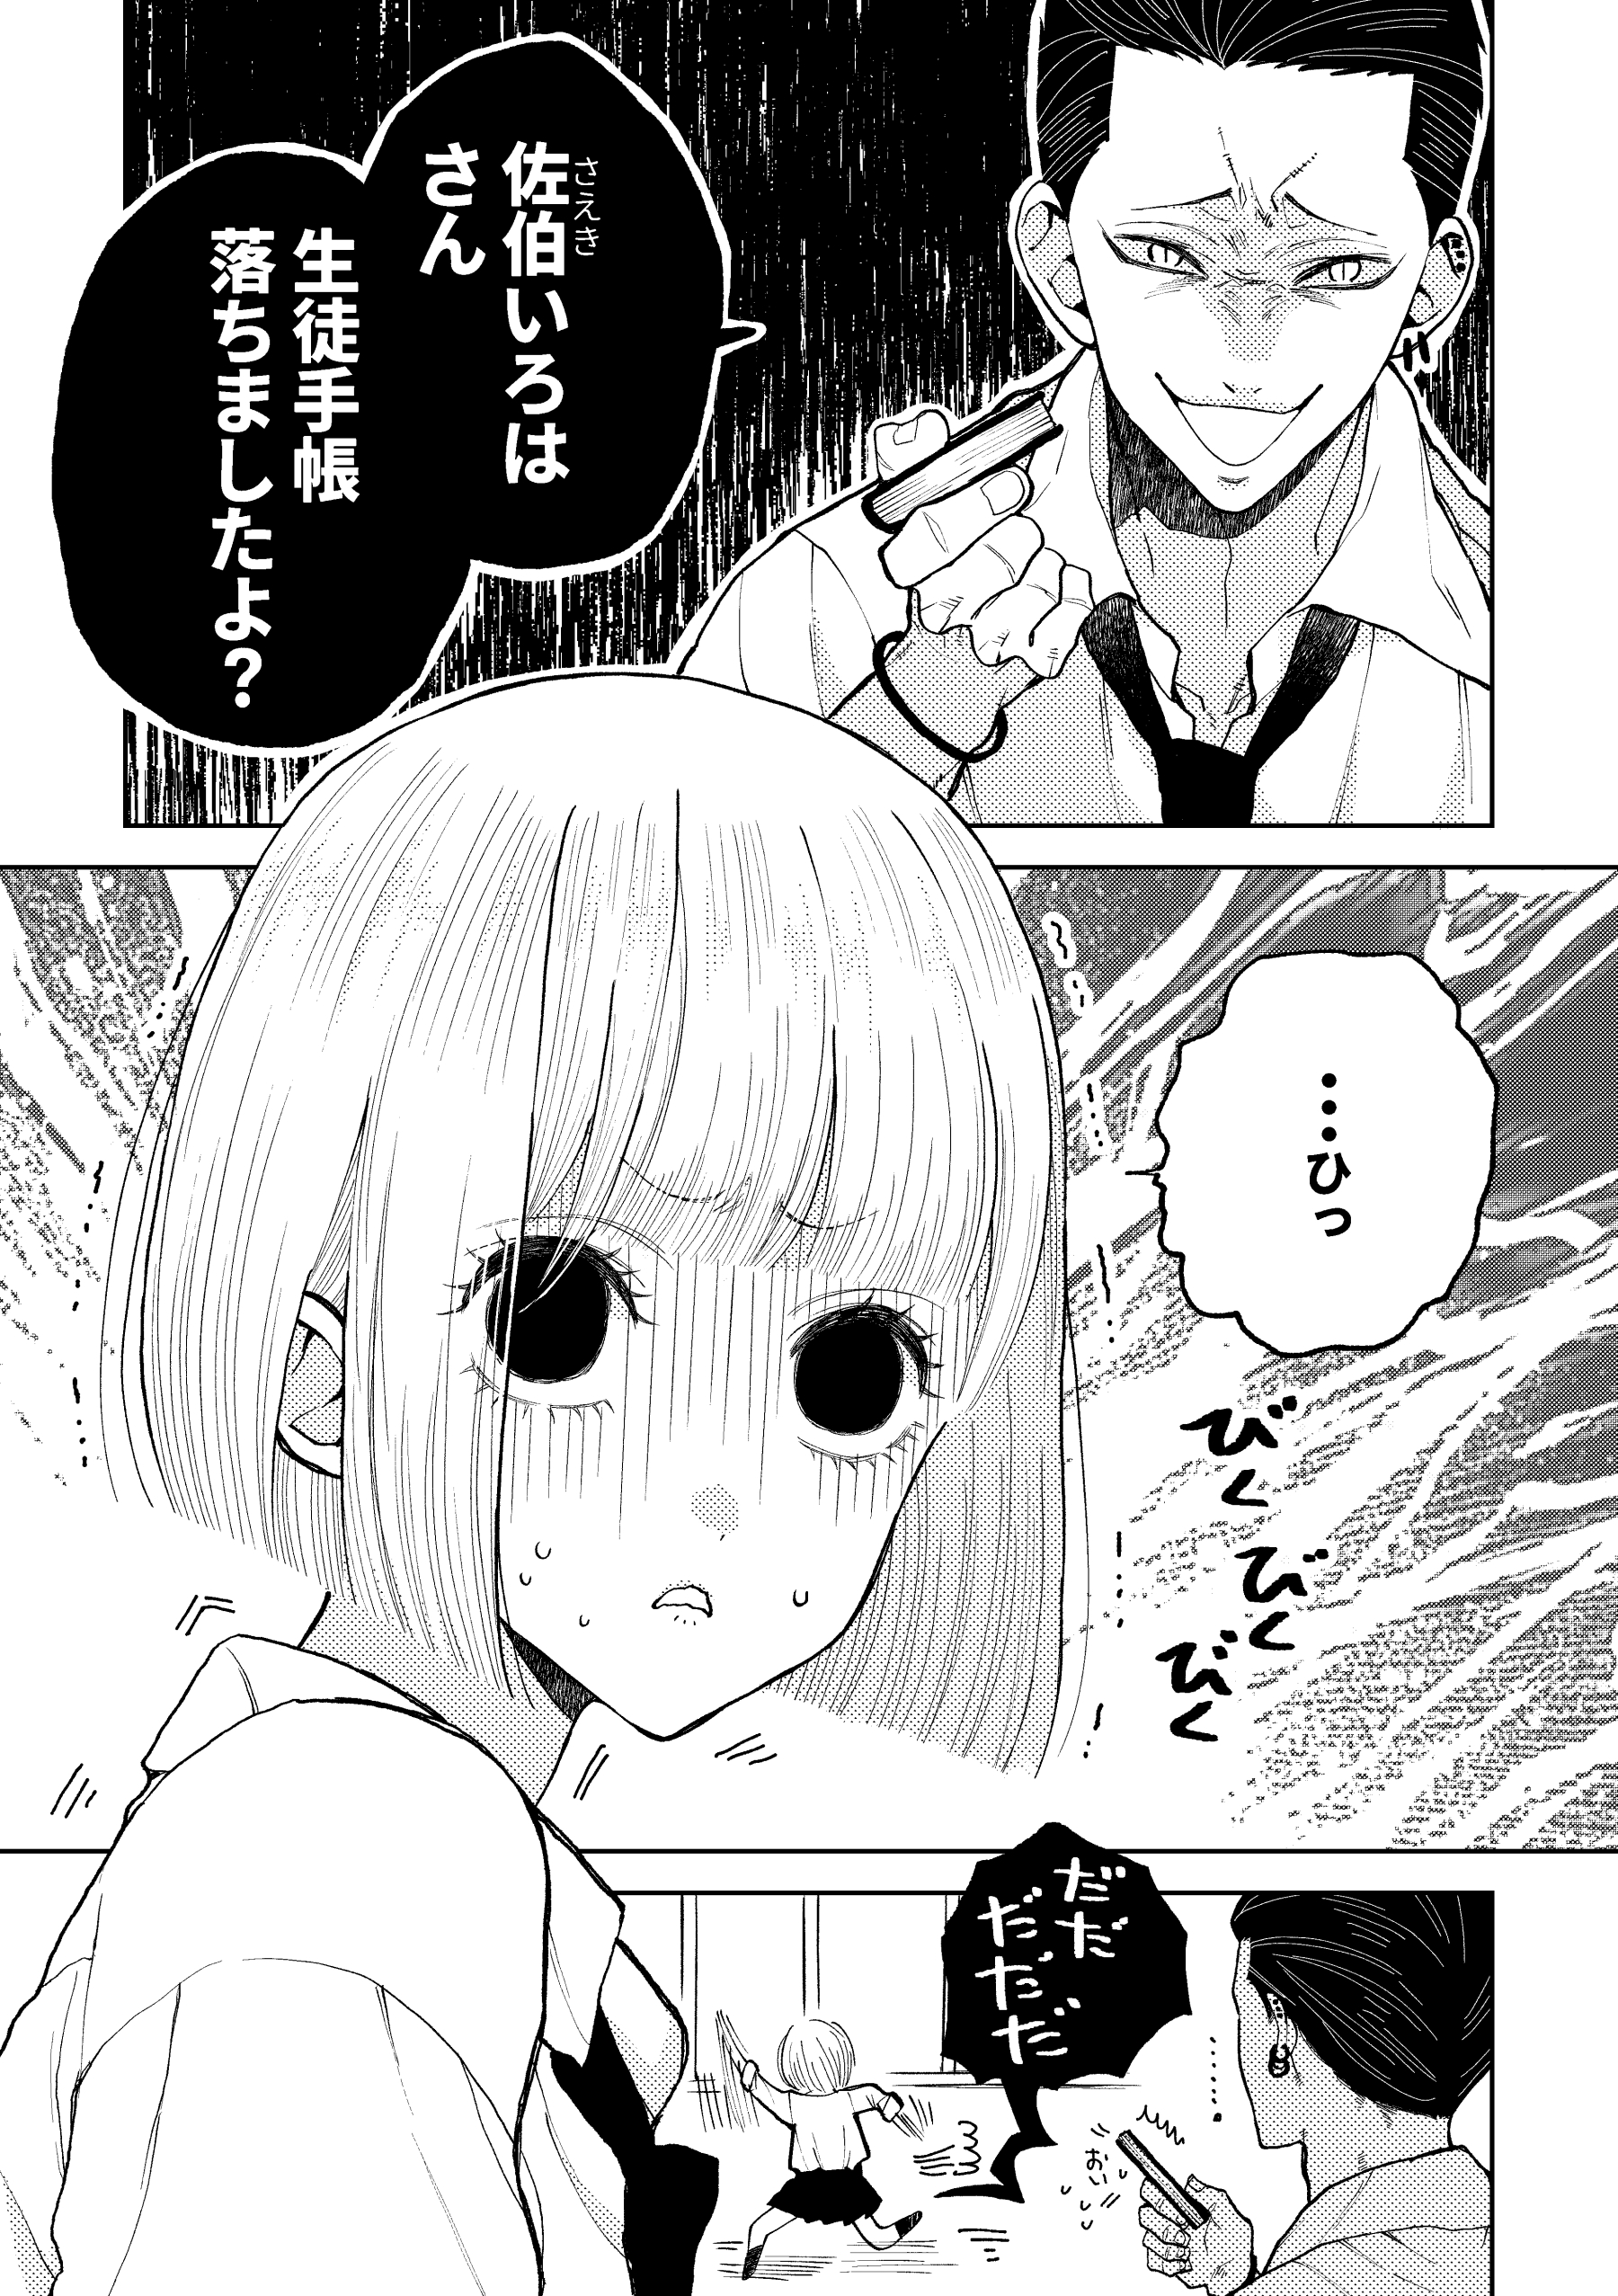 佐伯いろは
さえき
さん
生徒手帳
落ちましたよ?
…ひっ
びくびくびく
だだ
だだだ
……
おい